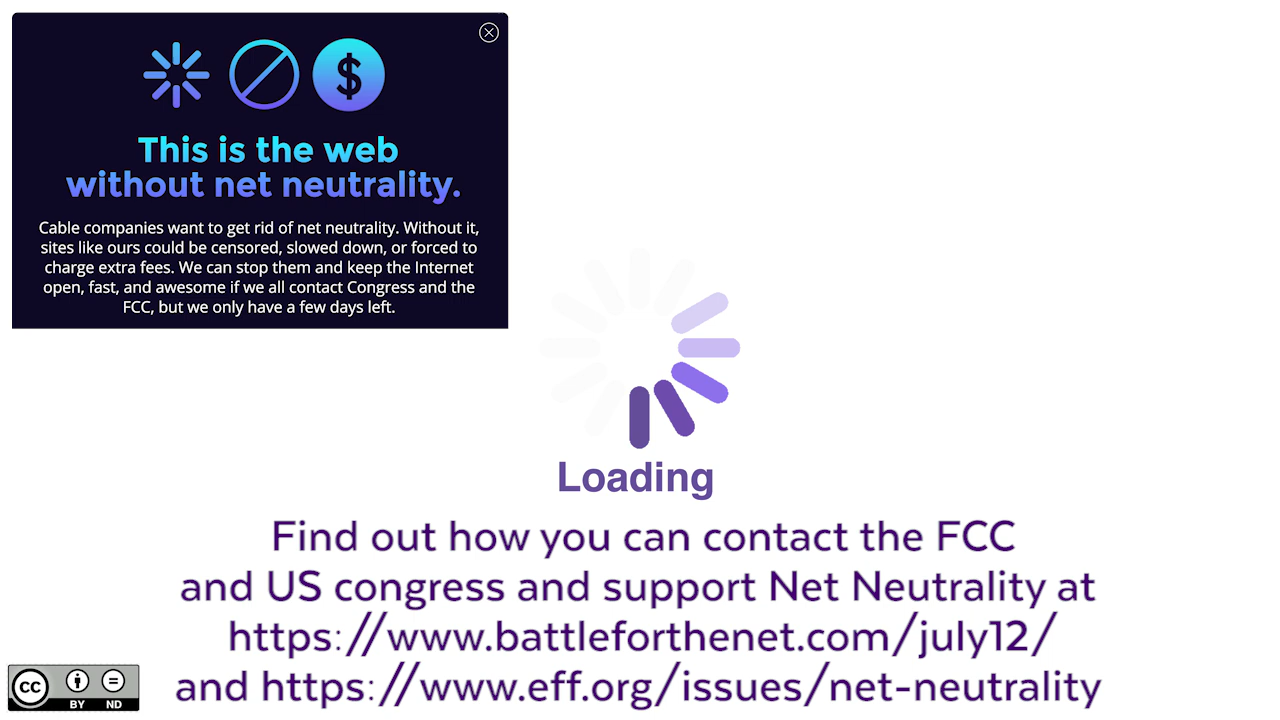 $
This is the web
without net neutrality.
Cable companies want to get rid of net neutrality. Without it,
sites like ours could be censored, slowed down, or forced to
charge extra fees. We can stop them and keep the Internet
open, fast, and awesome if we all contact Congress and the
FCC, but we only have a few days left.
Loading
Find out how you can contact the FCC
and US congress and support Net Neutrality at
https://www.battleforthenet.com/july12/
and https://www.eff.org/issues/net-neutrality
cc BY ND